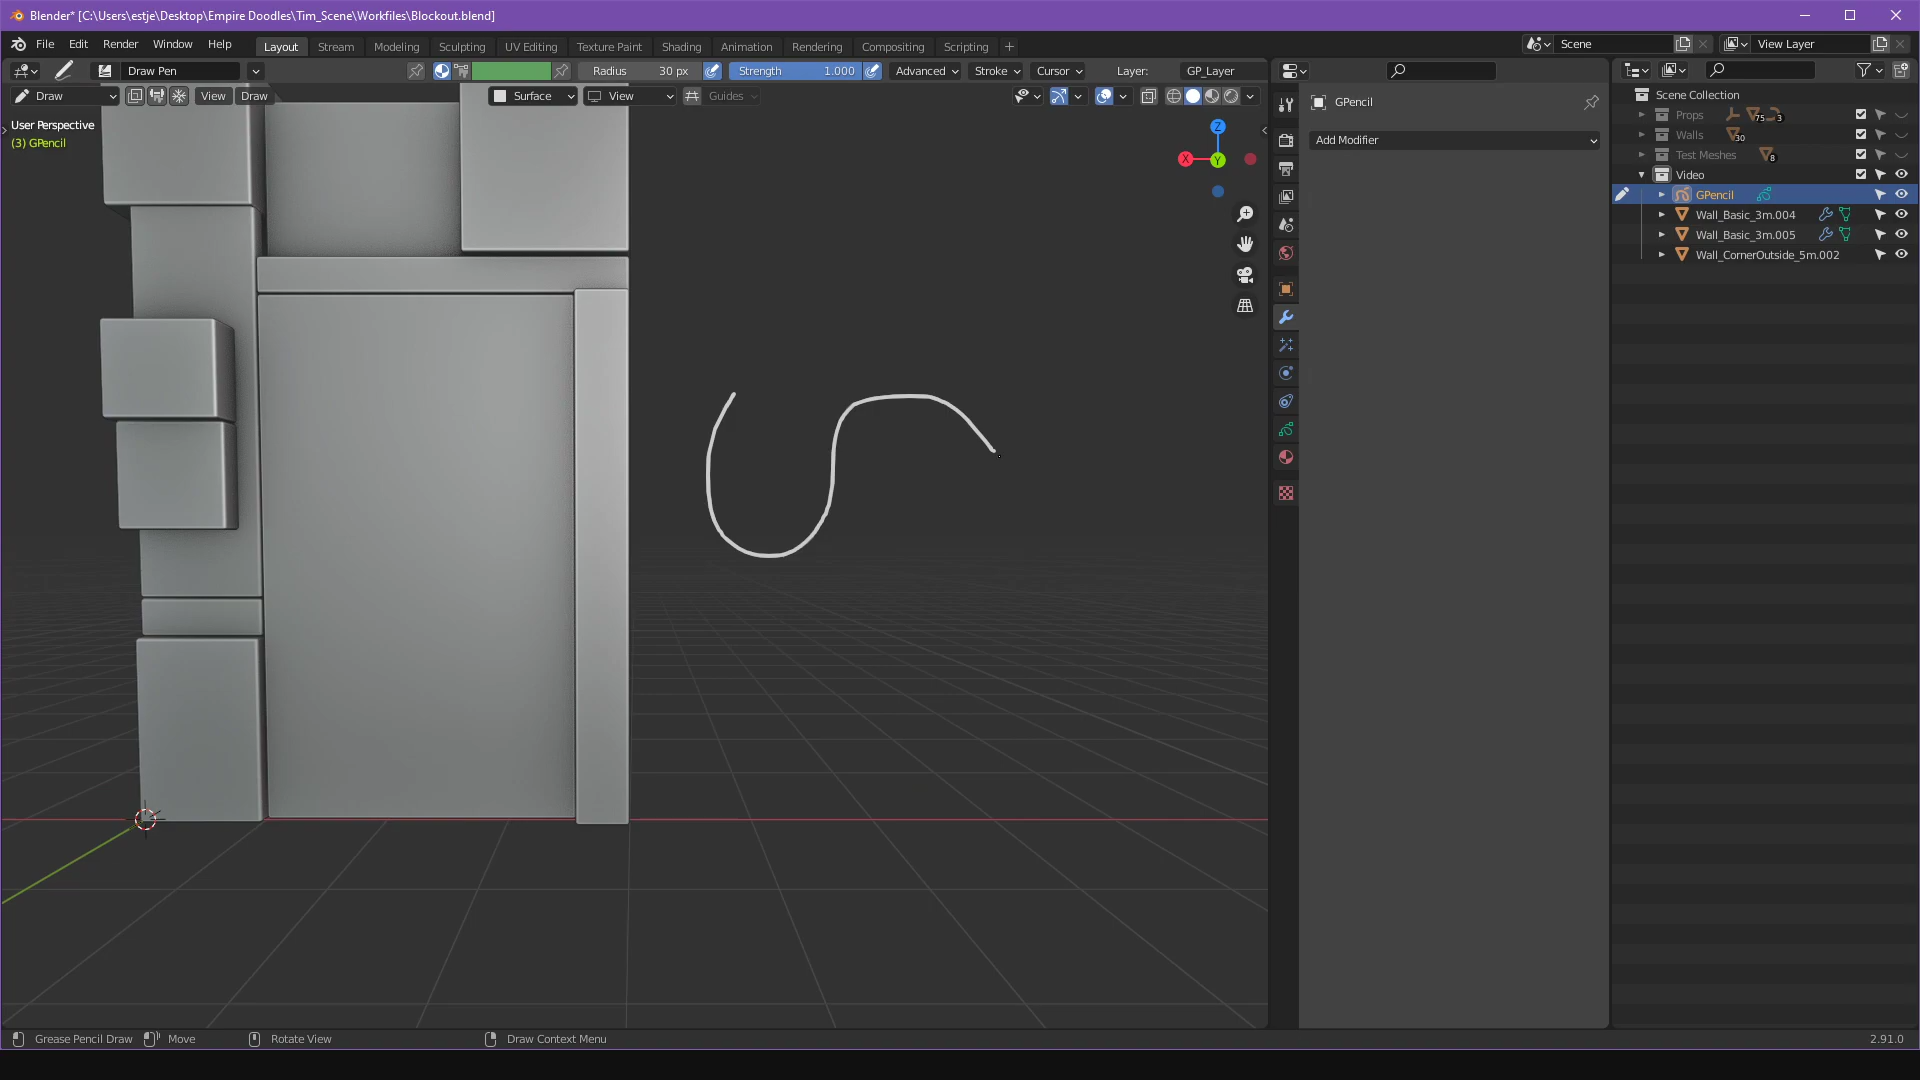 Blender* [C:\Users\estje\Desktop\Empire Doodles\Tim_Scene\Workfiles\Blockout.blend]
File Edit Render Window Help Layout Stream Modeling Sculpting UV Editing Texture Paint Shading Animation Rendering Compositing Scripting + Scene View Layer
Draw Pen Radius 30 px Strength 1.000 Advanced Stroke Cursor Layer: GP_Layer
Draw View Draw Surface View Guides
User Perspective
(3) GPencil
Z
X Y
GPencil
Add Modifier
Scene Collection
Props 75 3
Walls 30
Test Meshes 8
Video
GPencil
Wall_Basic_3m.004
Wall_Basic_3m.005
Wall_CornerOutside_5m.002
Grease Pencil Draw Move Rotate View Draw Context Menu 2.91.0